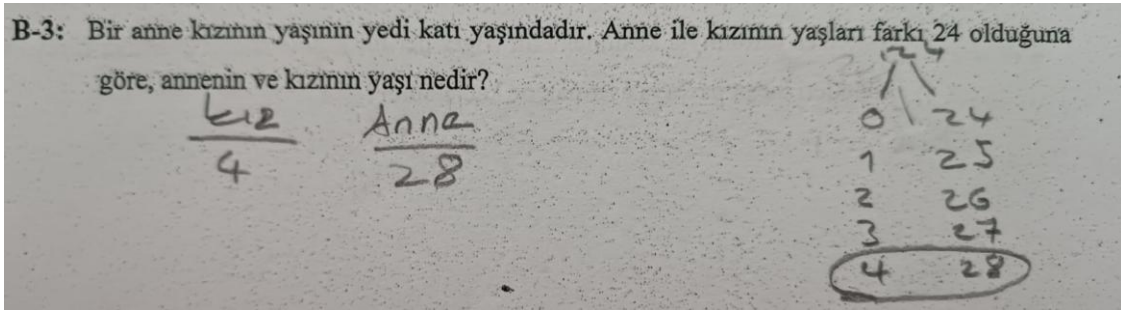 B-3: Bir anne kızının yaşının yedi katı yaşındadır. Anne ile kızının yaşları farkı 24 olduğuna
göre, annenin ve kızının yaşı nedir?
24
kız Anne
4 28
0 24
1 25
2 26
3 27
4 28